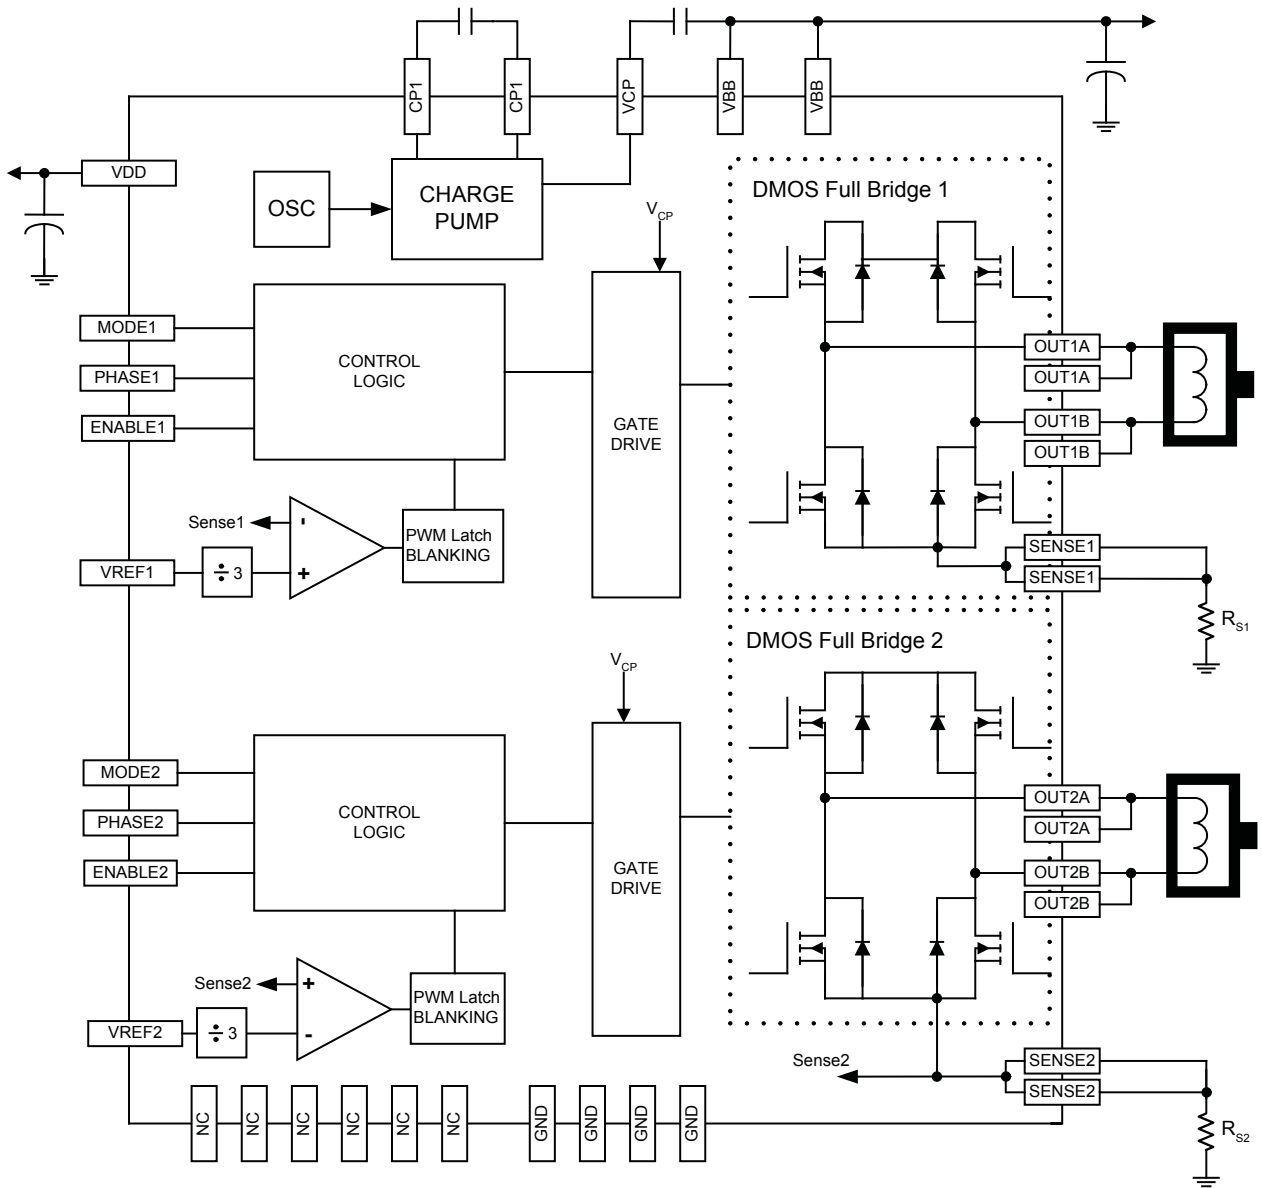 CP1
CP1
VCP
VBB
VBB
VDD
OSC
CHARGE
PUMP
DMOS Full Bridge 1
VCP
MODE1
PHASE1
ENABLE1
CONTROL
LOGIC
GATE
DRIVE
OUT1A
OUT1A
OUT1B
OUT1B
Sense1
-
+
PWM Latch
BLANKING
VREF1
÷ 3
SENSE1
SENSE1
RS1
DMOS Full Bridge 2
VCP
MODE2
PHASE2
ENABLE2
CONTROL
LOGIC
GATE
DRIVE
OUT2A
OUT2A
OUT2B
OUT2B
Sense2
+
-
PWM Latch
BLANKING
VREF2
÷ 3
Sense2
SENSE2
SENSE2
RS2
NC
NC
NC
NC
NC
NC
GND
GND
GND
GND